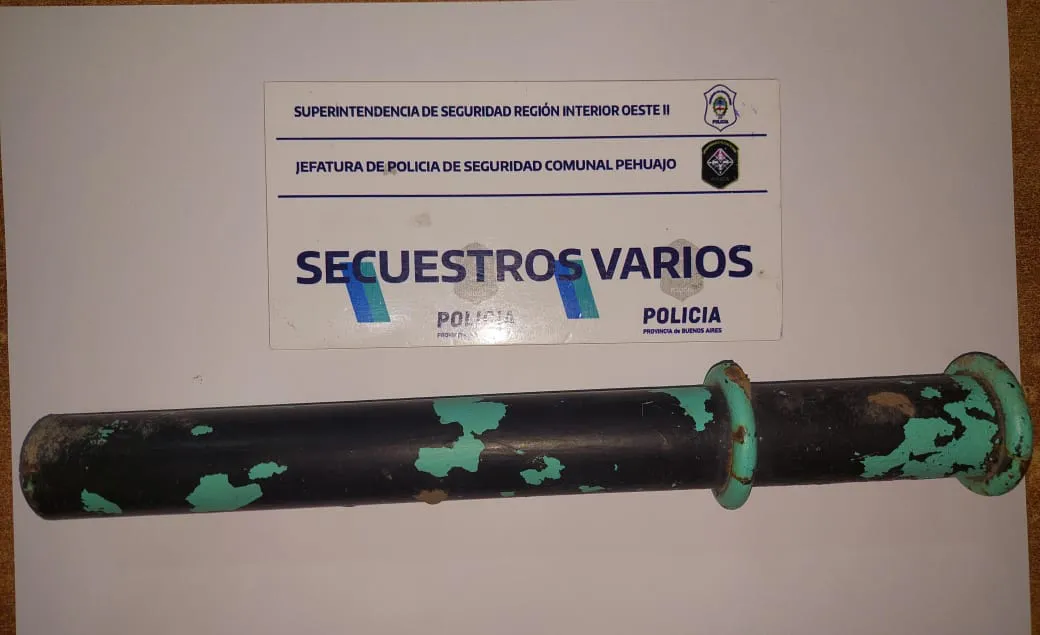 SUPERINTENDENCIA DE SEGURIDAD REGIÓN INTERIOR OESTE II
POLICIA
JEFATURA DE POLICIA DE SEGURIDAD COMUNAL PEHUAJO
SECUESTROS VARIOS
POLICIA
POLICIA
PROVINCIA de BUENOS AIRES